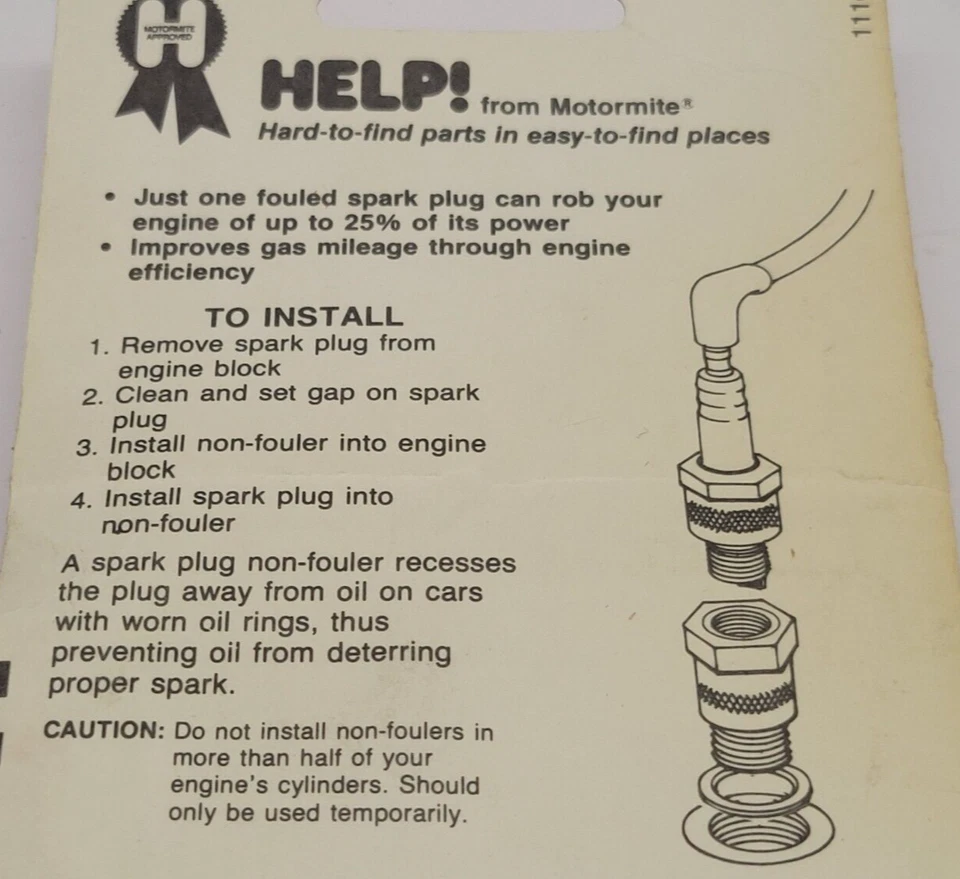 MOTORMITE
APPROVED
H
HELP! from Motormite®
Hard-to-find parts in easy-to-find places
• Just one fouled spark plug can rob your
engine of up to 25% of its power
• Improves gas mileage through engine
efficiency
TO INSTALL
1. Remove spark plug from
engine block
2. Clean and set gap on spark
plug
3. Install non-fouler into engine
block
4. Install spark plug into
non-fouler
A spark plug non-fouler recesses
the plug away from oil on cars
with worn oil rings, thus
preventing oil from deterring
proper spark.
CAUTION: Do not install non-foulers in
more than half of your
engine's cylinders. Should
only be used temporarily.